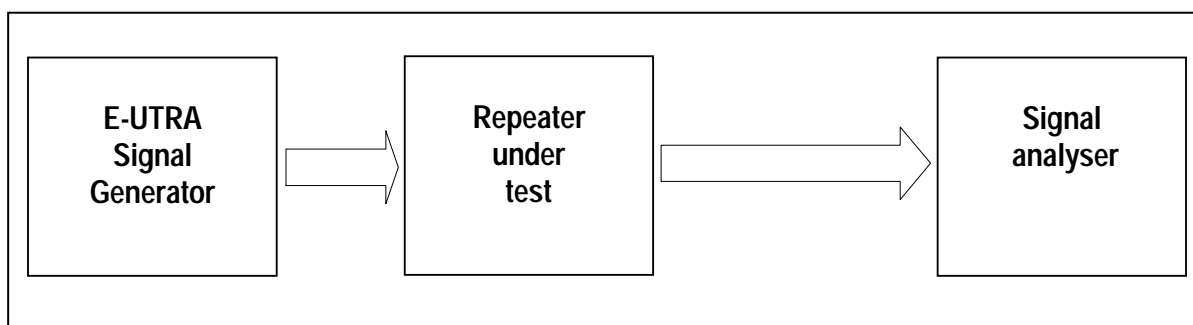 E-UTRA
Signal
Generator
Repeater
under
test
Signal
analyser